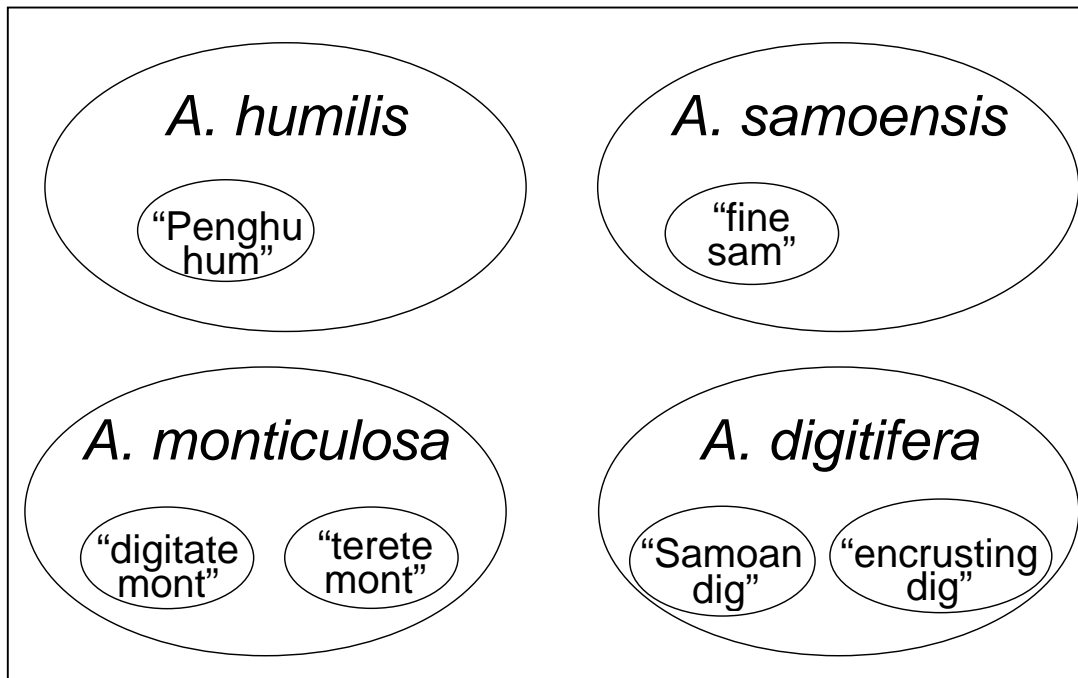 A. humilis
“Penghu
hum”
A. samoensis
“fine
sam”
A. monticulosa
“digitate
mont”
“terete
mont”
A. digitifera
“Samoan
dig”
“encrusting
dig”